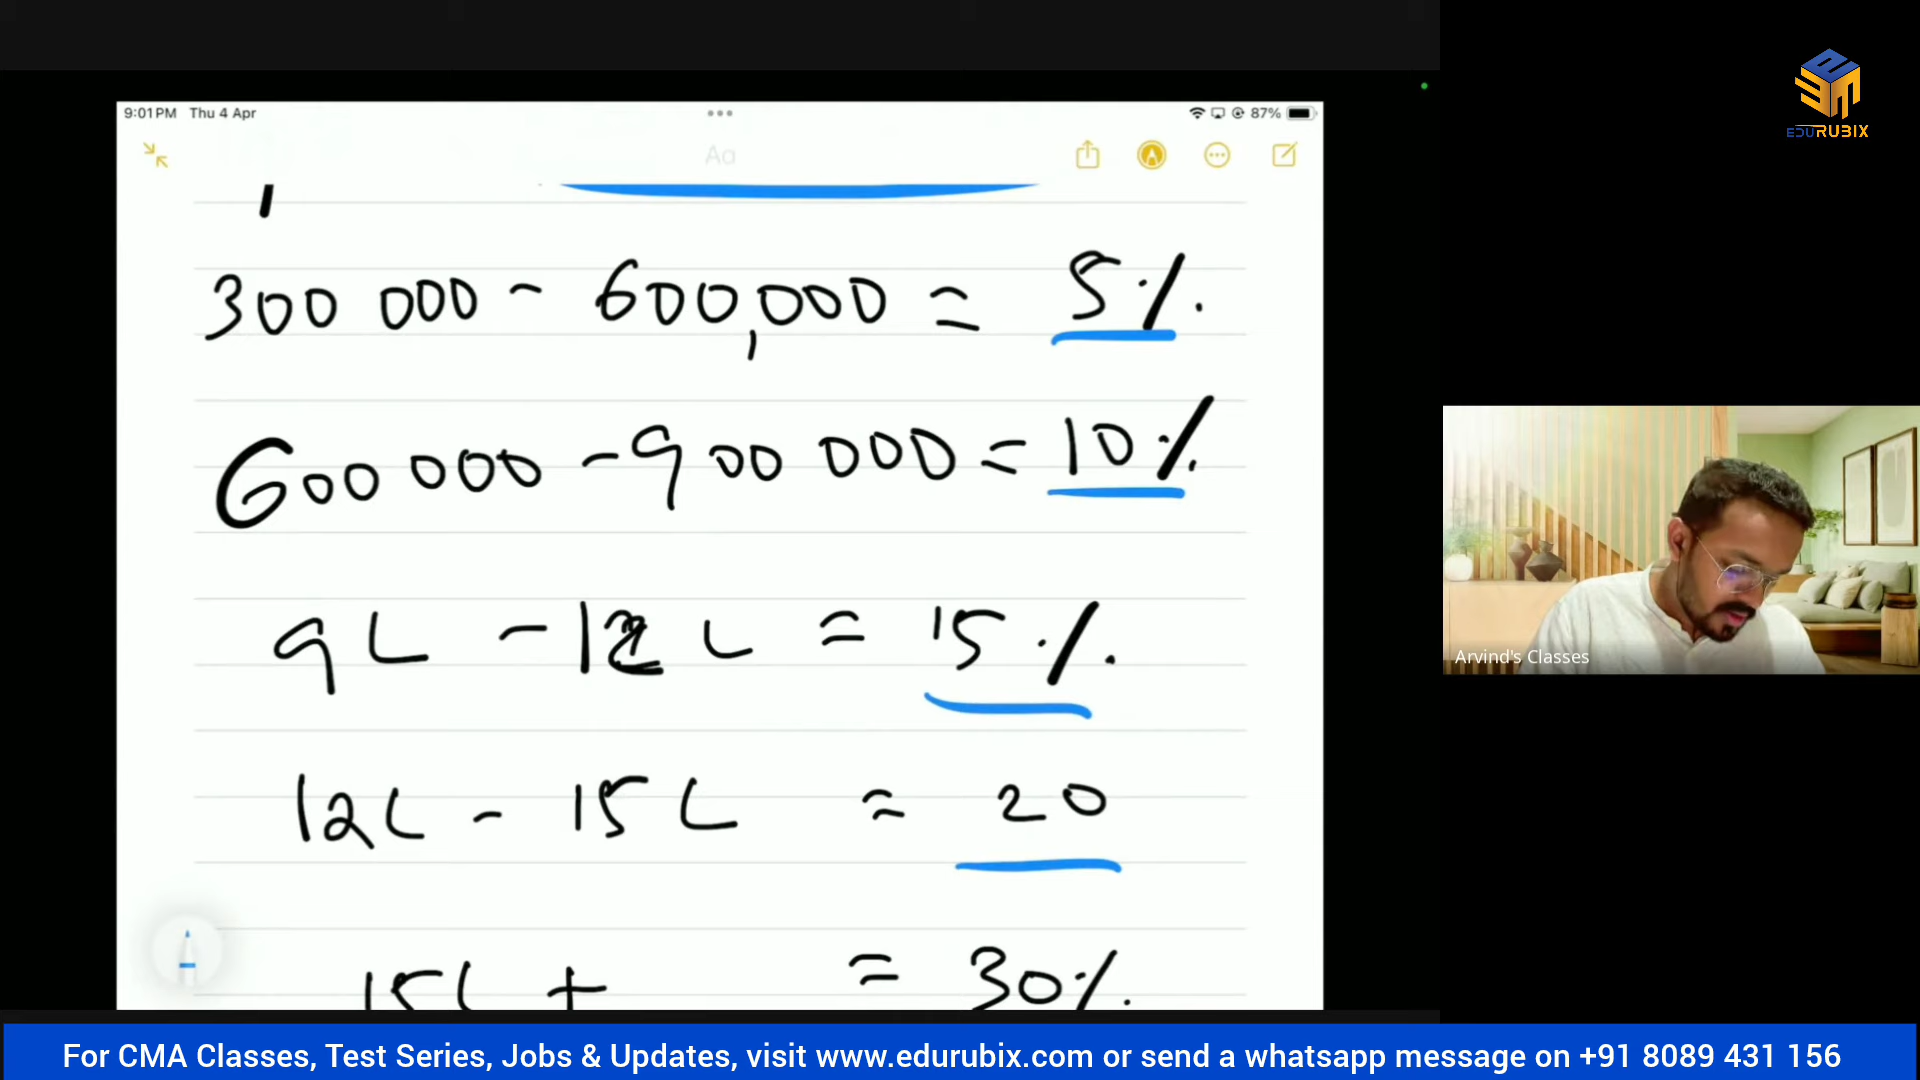 9:01 PM Thu 4 Apr
87%
Aa
EDURUBIX
300 000 - 600,000 = 5%.
600 000 - 900 000 = 10%
9L - 12 L = 15%.
12L - 15 L = 20
15L + = 30%.
Arvind's Classes
For CMA Classes, Test Series, Jobs & Updates, visit www.edurubix.com or send a whatsapp message on +91 8089 431 156